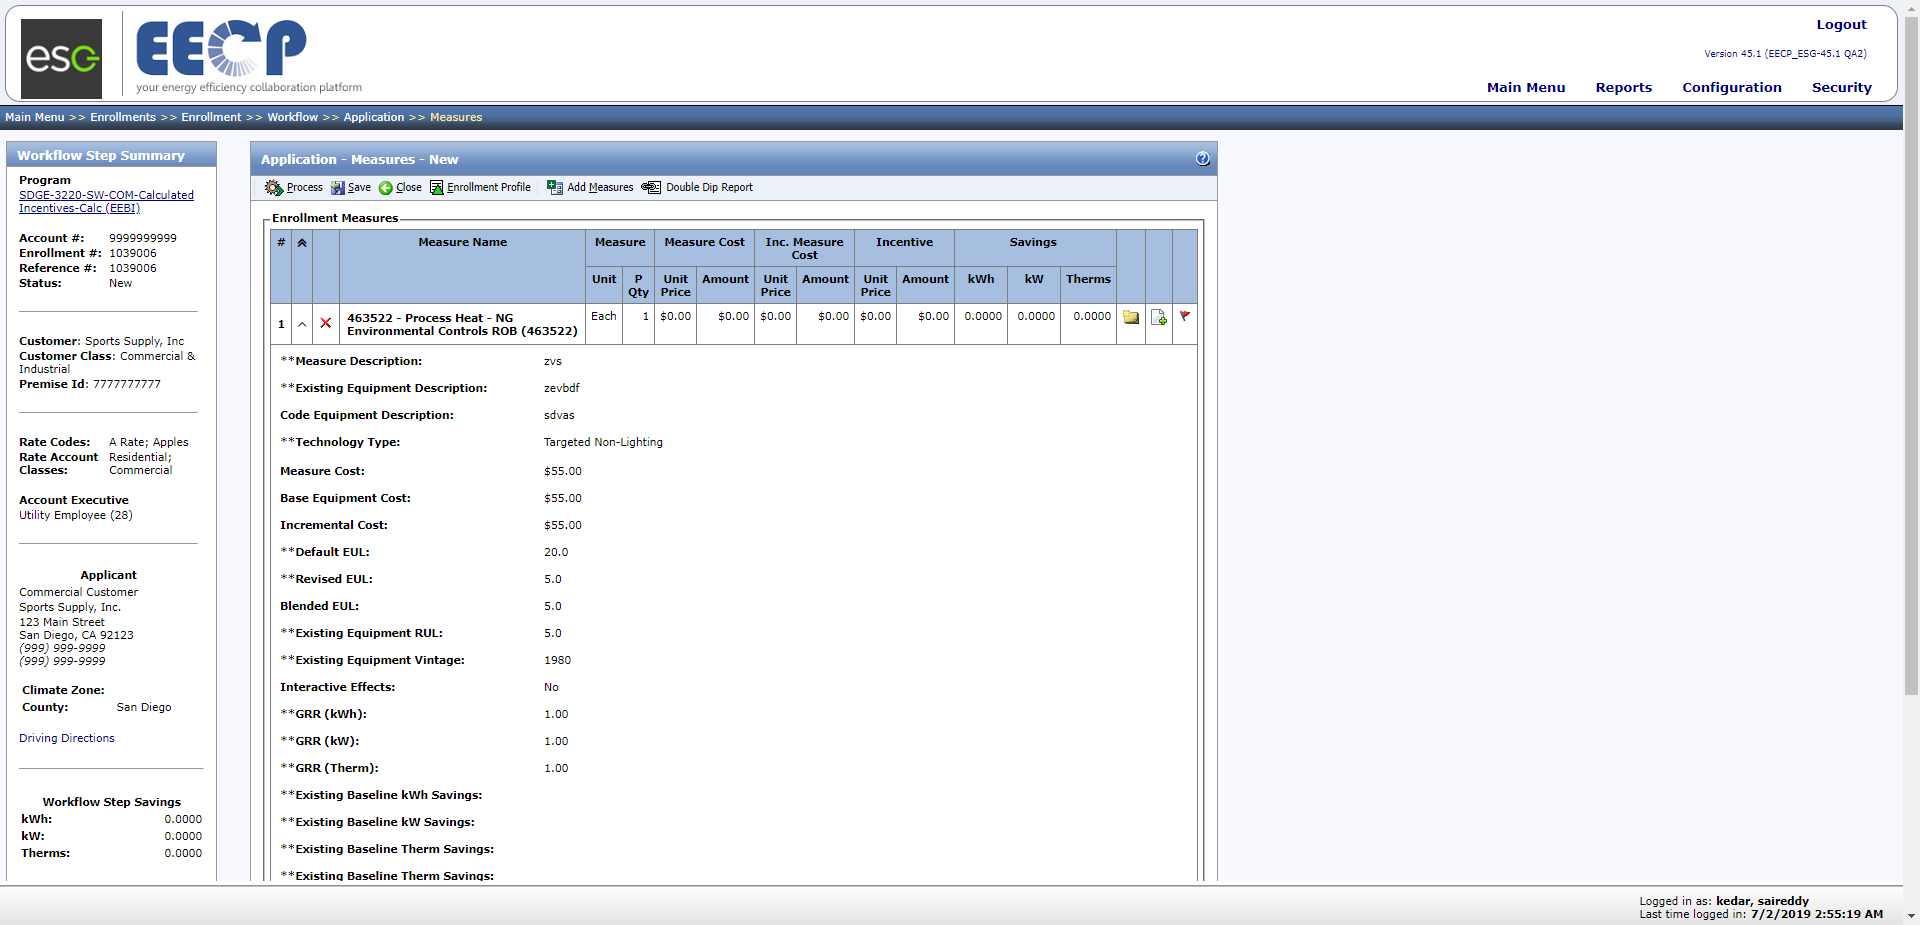 Logout
esg
EECP
your energy efficiency collaboration platform
Version 45.1 (EECP_ESG-45.1 QA2)
Main Menu Reports Configuration Security
Main Menu >> Enrollments >> Enrollment >> Workflow >> Application >> Measures
Workflow Step Summary
Program
SDGE-3220-SW-COM-Calculated
Incentives-Calc (EEBI)
Account #: 9999999999
Enrollment #: 1039006
Reference #: 1039006
Status: New
Customer: Sports Supply, Inc
Customer Class: Commercial &
Industrial
Premise Id: 7777777777
Rate Codes: A Rate; Apples
Rate Account Residential;
Classes: Commercial
Account Executive
Utility Employee (28)
Applicant
Commercial Customer
Sports Supply, Inc.
123 Main Street
San Diego, CA 92123
(999) 999-9999
(999) 999-9999
Climate Zone:
County: San Diego
Driving Directions
Workflow Step Savings
kWh: 0.0000
kW: 0.0000
Therms: 0.0000
Application - Measures - New
?
Process Save Close Enrollment Profile Add Measures Double Dip Report
Enrollment Measures
# Measure Name Measure Measure Cost Inc. Measure Incentive Savings
Cost
Unit P Unit Amount Unit Amount Unit Amount kWh kW Therms
Qty Price Price Price
1 463522 - Process Heat - NG Each 1 $0.00 $0.00 $0.00 $0.00 $0.00 $0.00 0.0000 0.0000 0.0000
Environmental Controls ROB (463522)
**Measure Description: zvs
**Existing Equipment Description: zevbdf
Code Equipment Description: sdvas
**Technology Type: Targeted Non-Lighting
Measure Cost: $55.00
Base Equipment Cost: $55.00
Incremental Cost: $55.00
**Default EUL: 20.0
**Revised EUL: 5.0
Blended EUL: 5.0
**Existing Equipment RUL: 5.0
**Existing Equipment Vintage: 1980
Interactive Effects: No
**GRR (kWh): 1.00
**GRR (kW): 1.00
**GRR (Therm): 1.00
**Existing Baseline kWh Savings:
**Existing Baseline kW Savings:
**Existing Baseline Therm Savings:
**Existing Baseline Therm Savings:
Logged in as: kedar, saireddy
Last time logged in: 7/2/2019 2:55:19 AM